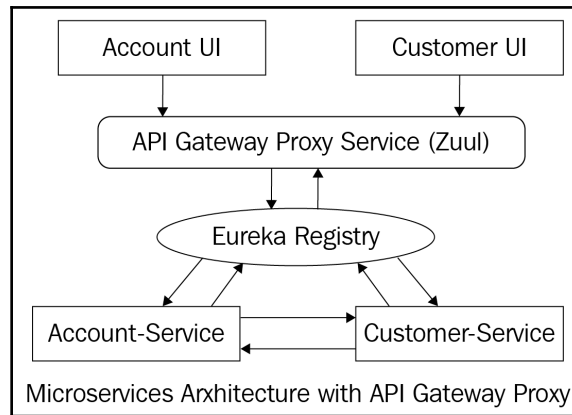 Account UI
Customer UI
API Gateway Proxy Service (Zuul)
Eureka Registry
Account-Service
Customer-Service
Microservices Arxhitecture with API Gateway Proxy